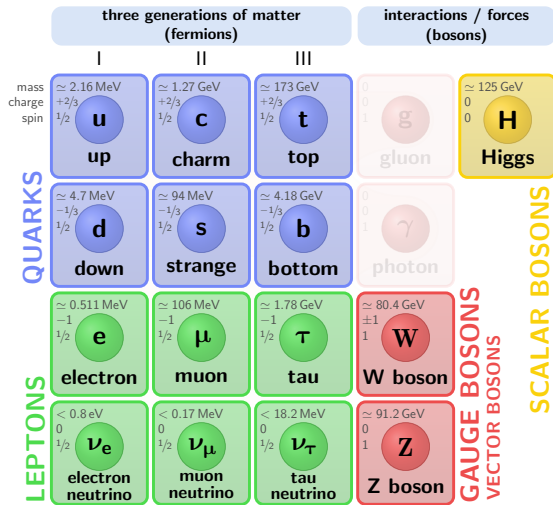 three generations of matter
(fermions)
interactions / forces
(bosons)
I II III
mass
charge
spin
≃ 2.16 MeV
+2/3
1/2
u
up
≃ 1.27 GeV
+2/3
1/2
c
charm
≃ 173 GeV
+2/3
1/2
t
top
0
0
1
g
gluon
≃ 125 GeV
0
0
H
Higgs
QUARKS
≃ 4.7 MeV
−1/3
1/2
d
down
≃ 94 MeV
−1/3
1/2
s
strange
≃ 4.18 GeV
−1/3
1/2
b
bottom
0
0
1
γ
photon
SCALAR BOSONS
LEPTONS
≃ 0.511 MeV
−1
1/2
e
electron
≃ 106 MeV
−1
1/2
μ
muon
≃ 1.78 GeV
−1
1/2
τ
tau
≃ 80.4 GeV
±1
1
W
W boson
GAUGE BOSONS
VECTOR BOSONS
< 0.8 eV
0
1/2
νe
electron
neutrino
< 0.17 MeV
0
1/2
νμ
muon
neutrino
< 18.2 MeV
0
1/2
ντ
tau
neutrino
≃ 91.2 GeV
0
1
Z
Z boson